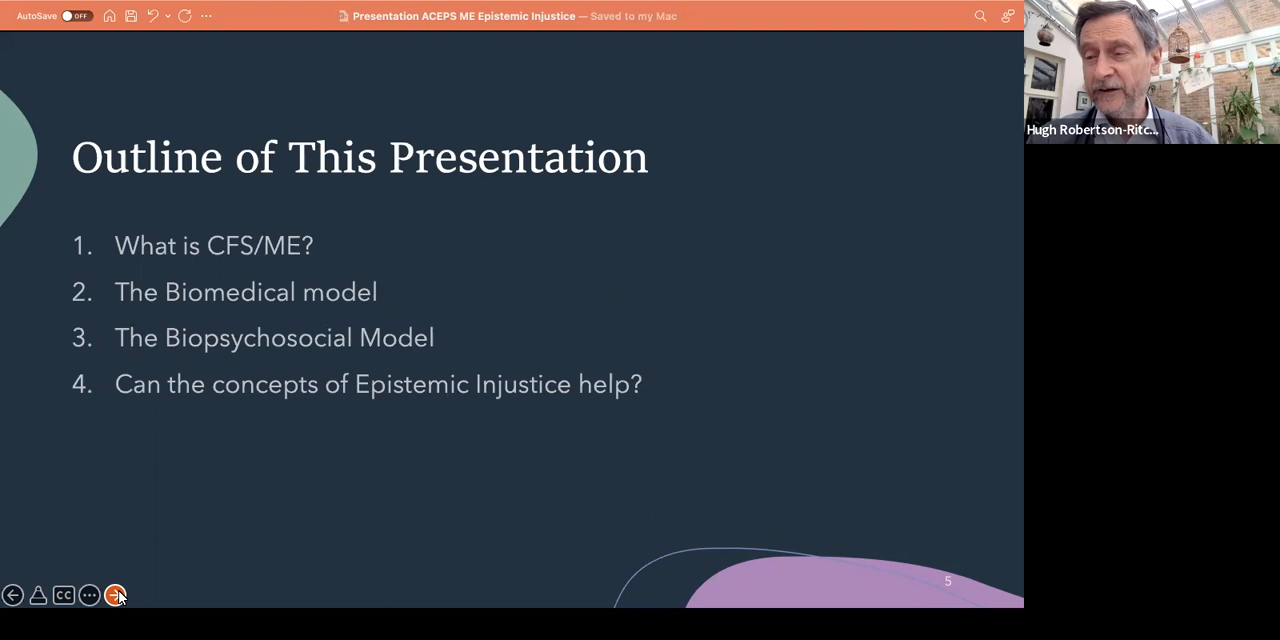 AutoSave OFF
Presentation ACEPS ME Epistemic Injustice — Saved to my Mac
Hugh Robertson-Ritc...
Outline of This Presentation
1. What is CFS/ME?
2. The Biomedical model
3. The Biopsychosocial Model
4. Can the concepts of Epistemic Injustice help?
CC
5